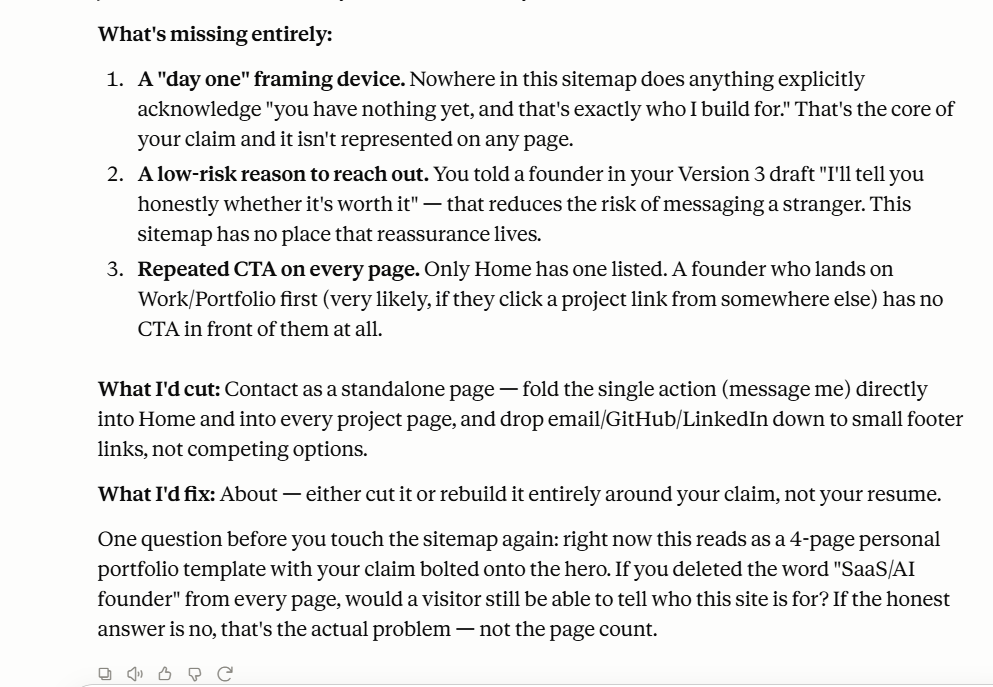 What's missing entirely:
1. A "day one" framing device. Nowhere in this sitemap does anything explicitly
acknowledge "you have nothing yet, and that's exactly who I build for." That's the core of
your claim and it isn't represented on any page.
2. A low-risk reason to reach out. You told a founder in your Version 3 draft "I'll tell you
honestly whether it's worth it" — that reduces the risk of messaging a stranger. This
sitemap has no place that reassurance lives.
3. Repeated CTA on every page. Only Home has one listed. A founder who lands on
Work/Portfolio first (very likely, if they click a project link from somewhere else) has no
CTA in front of them at all.
What I'd cut: Contact as a standalone page — fold the single action (message me) directly
into Home and into every project page, and drop email/GitHub/LinkedIn down to small footer
links, not competing options.
What I'd fix: About — either cut it or rebuild it entirely around your claim, not your resume.
One question before you touch the sitemap again: right now this reads as a 4-page personal
portfolio template with your claim bolted onto the hero. If you deleted the word "SaaS/AI
founder" from every page, would a visitor still be able to tell who this site is for? If the honest
answer is no, that's the actual problem — not the page count.